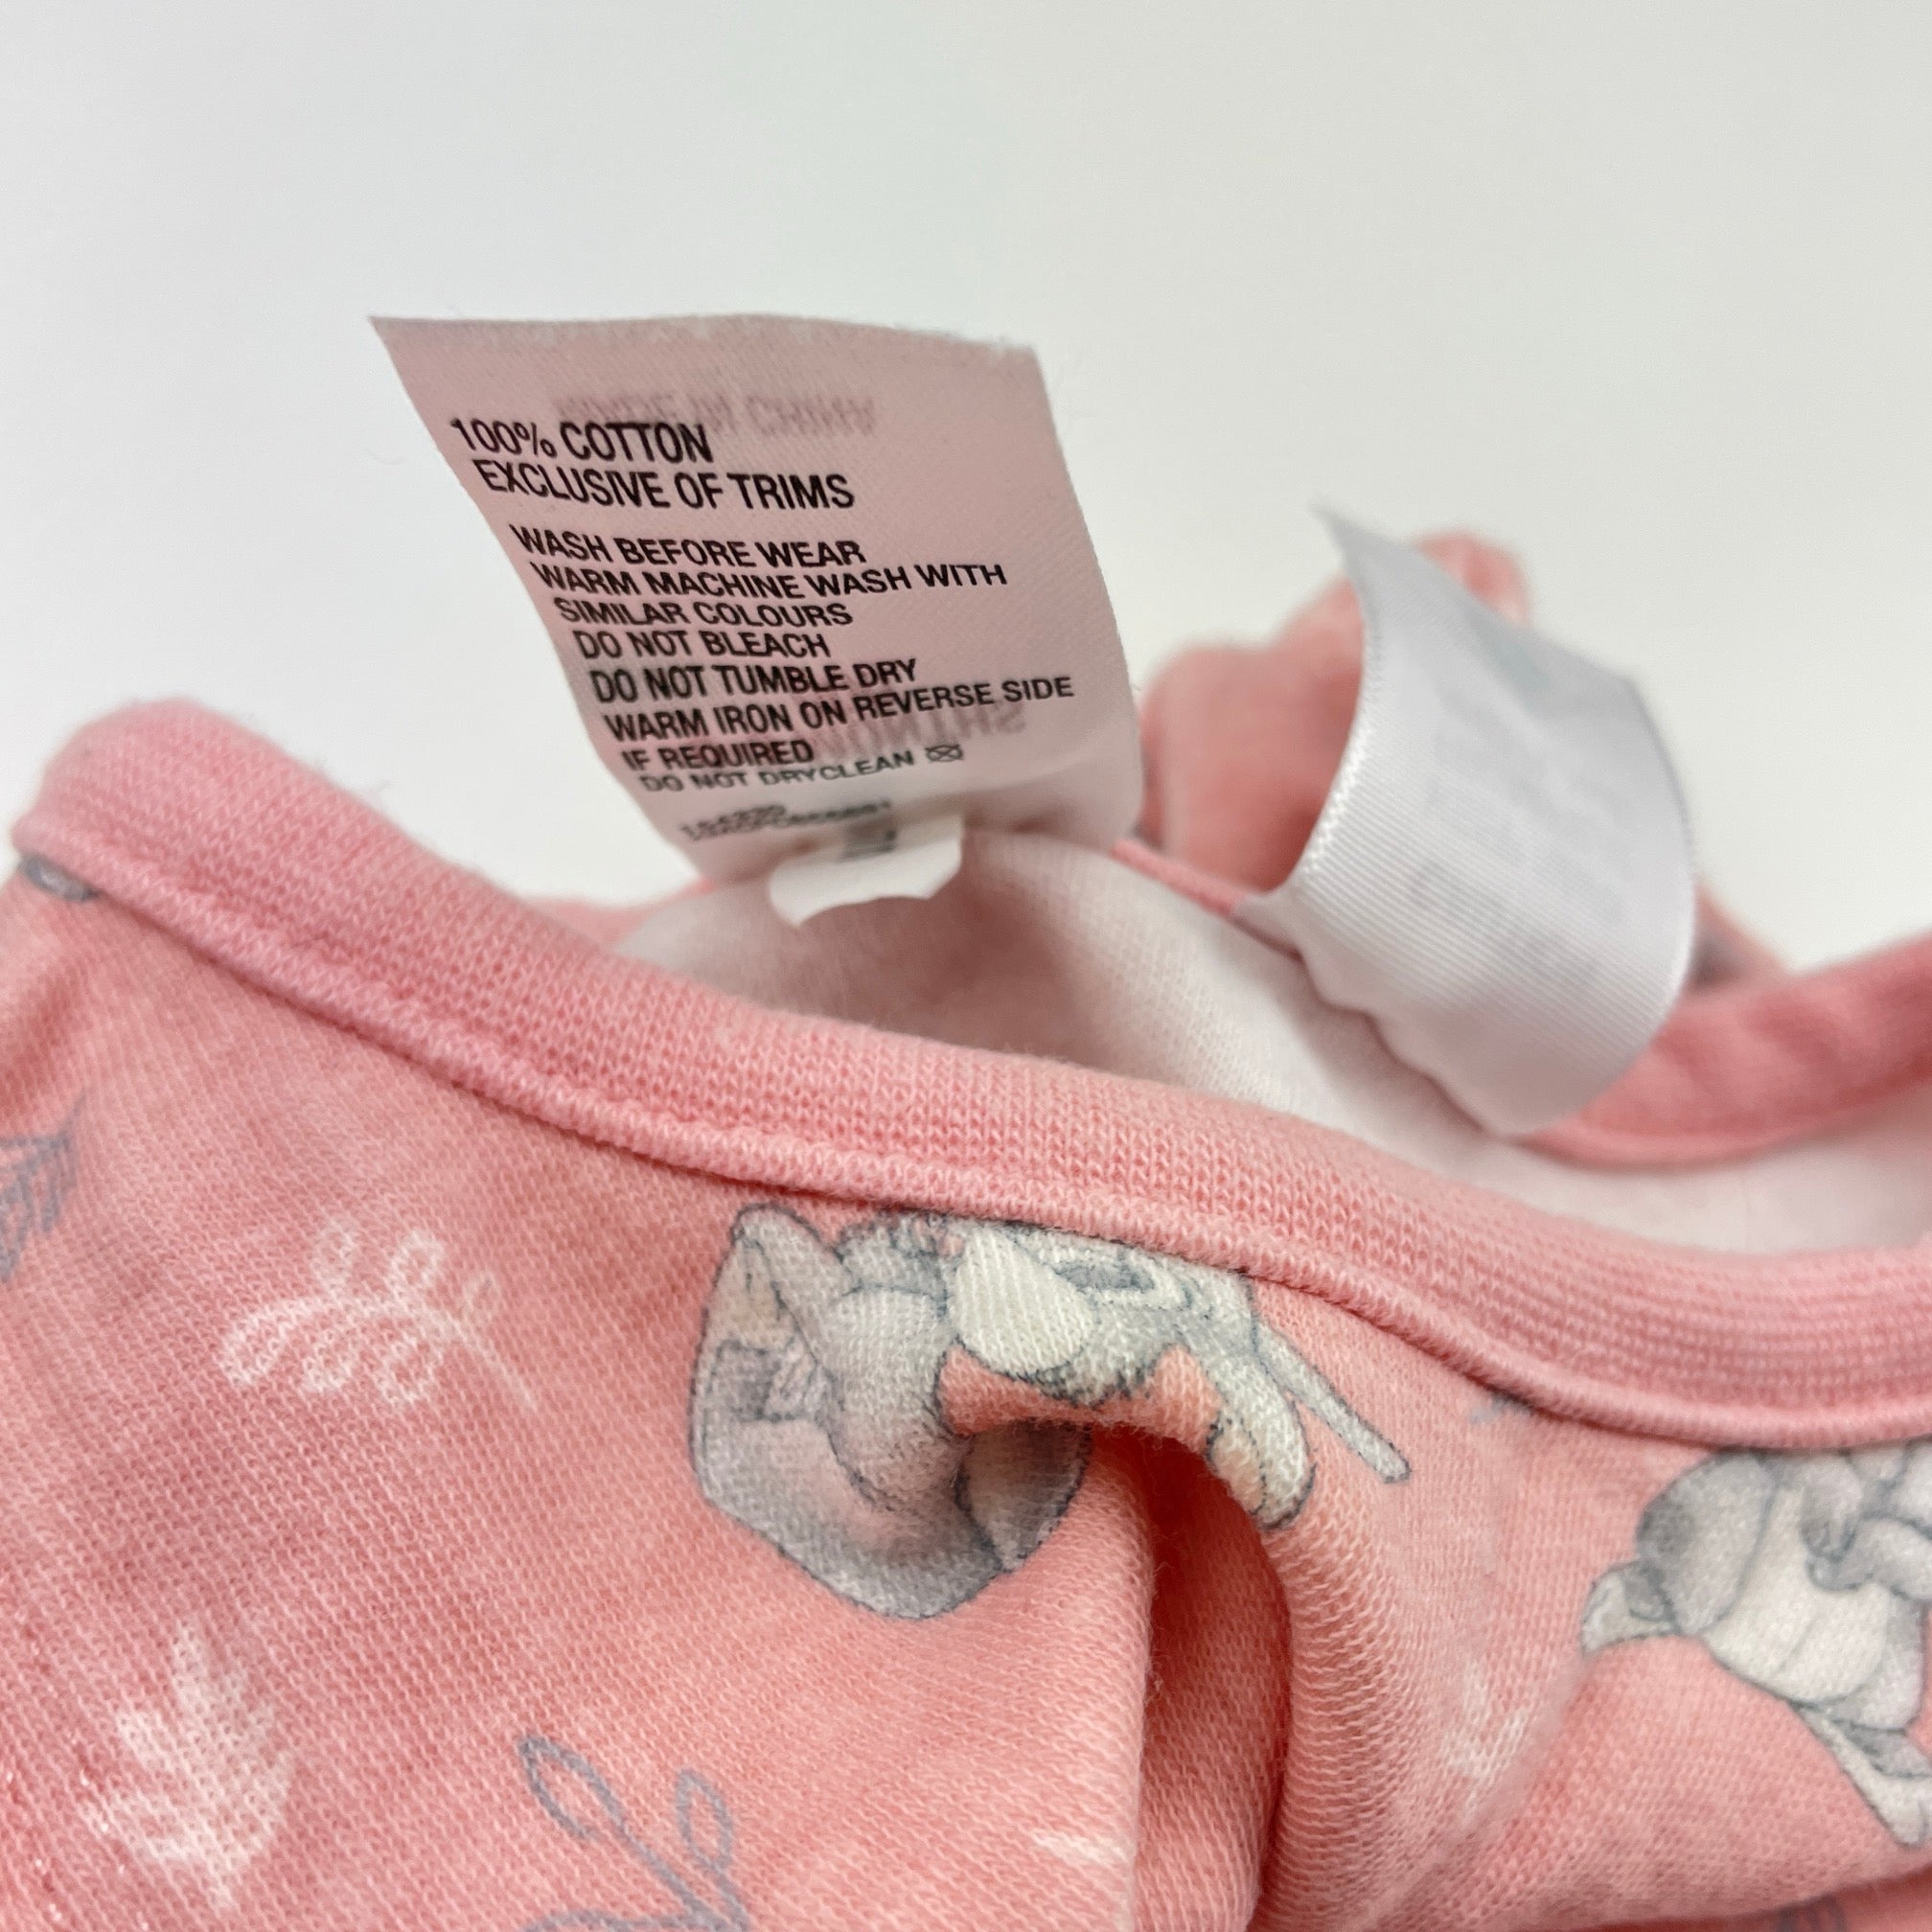 100% COTTON
EXCLUSIVE OF TRIMS
WASH BEFORE WEAR
WARM MACHINE WASH WITH
SIMILAR COLOURS
DO NOT BLEACH
DO NOT TUMBLE DRY
WARM IRON ON REVERSE SIDE
IF REQUIRED
DO NOT DRYCLEAN